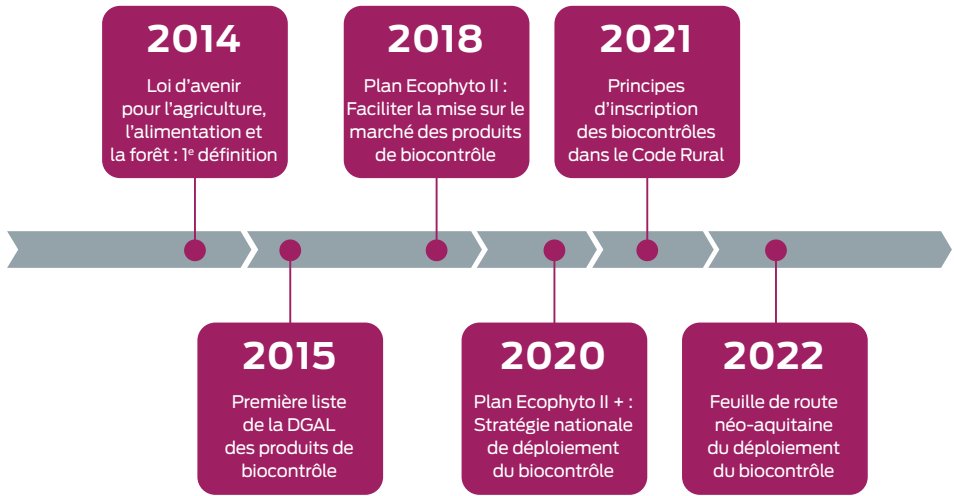 2014
Loi d'avenir
pour l'agriculture,
l'alimentation et
la forêt : 1e définition
2018
Plan Ecophyto II :
Faciliter la mise sur le
marché des produits
de biocontrôle
2021
Principes
d'inscription
des biocontrôles
dans le Code Rural
2015
Première liste
de la DGAL
des produits de
biocontrôle
2020
Plan Ecophyto II + :
Stratégie nationale
de déploiement
du biocontrôle
2022
Feuille de route
néo-aquitaine
du déploiement
du biocontrôle